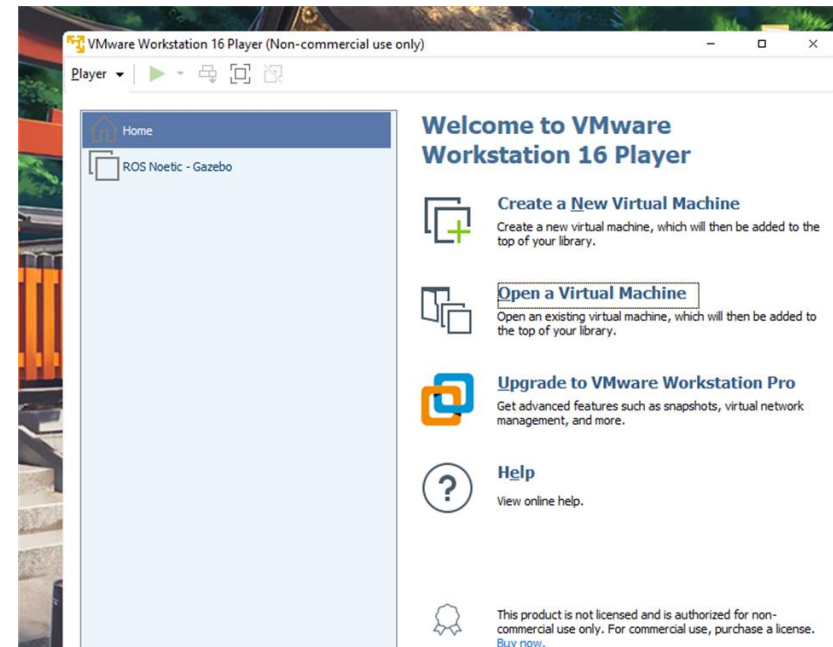 VMware Workstation 16 Player (Non-commercial use only)
Player
Home
ROS Noetic - Gazebo
Welcome to VMware
Workstation 16 Player
Create a New Virtual Machine
Create a new virtual machine, which will then be added to the
top of your library.
Open a Virtual Machine
Open an existing virtual machine, which will then be added to
the top of your library.
Upgrade to VMware Workstation Pro
Get advanced features such as snapshots, virtual network
management, and more.
Help
View online help.
This product is not licensed and is authorized for non-
commercial use only. For commercial use, purchase a license.
Buy now.